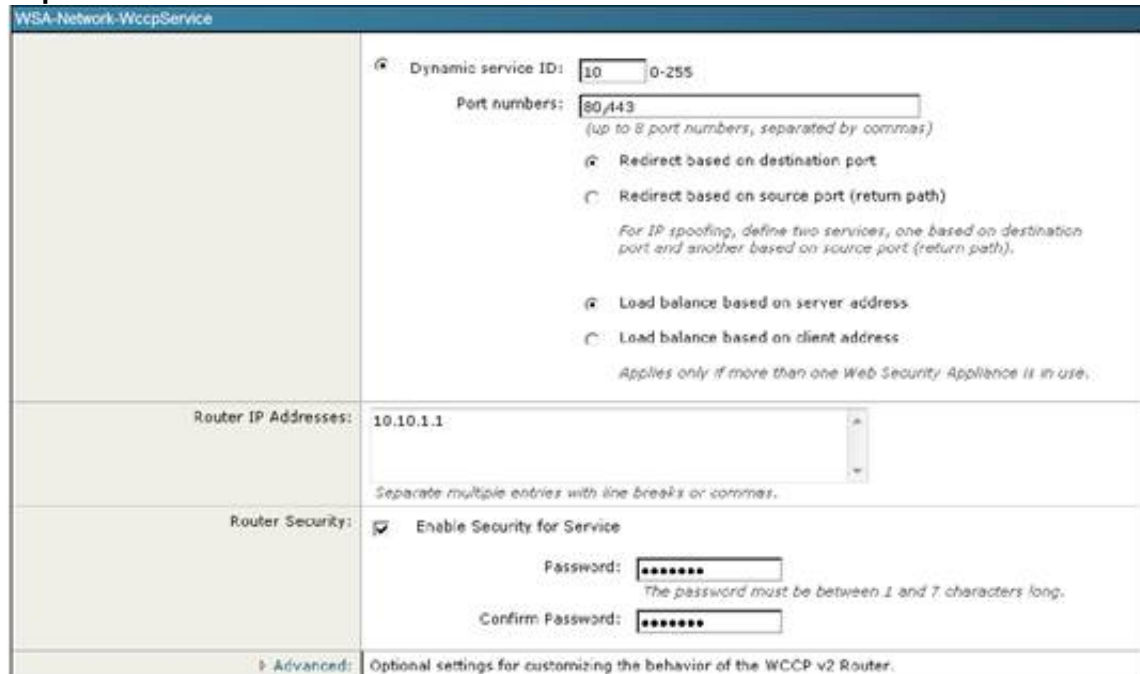 WSA-Network-WccpService
Dynamic service ID: 10 0-255
Port numbers: 80,443
(up to 8 port numbers, separated by commas)
Redirect based on destination port
Redirect based on source port (return path)
For IP spoofing, define two services, one based on destination
port and another based on source port (return path).
Load balance based on server address
Load balance based on client address
Applies only if more than one Web Security Appliance is in use.
Router IP Addresses: 10.10.1.1
Separate multiple entries with line breaks or commas.
Router Security: Enable Security for Service
Password: •••••••
The password must be between 1 and 7 characters long.
Confirm Password: •••••••
Advanced: Optional settings for customizing the behavior of the WCCP v2 Router.